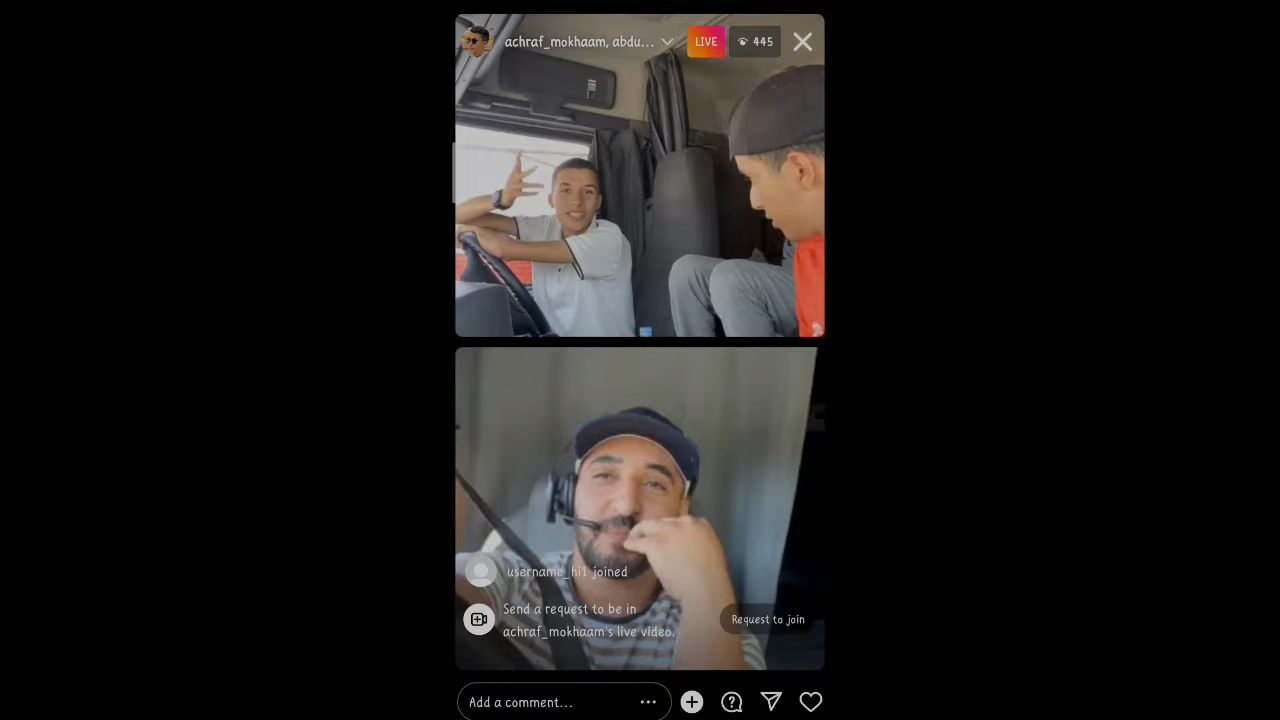 achraf_mokhaam, abdu...
LIVE
445
username_hi1 joined
Send a request to be in
achraf_mokhaam's live video.
Request to join
Add a comment...